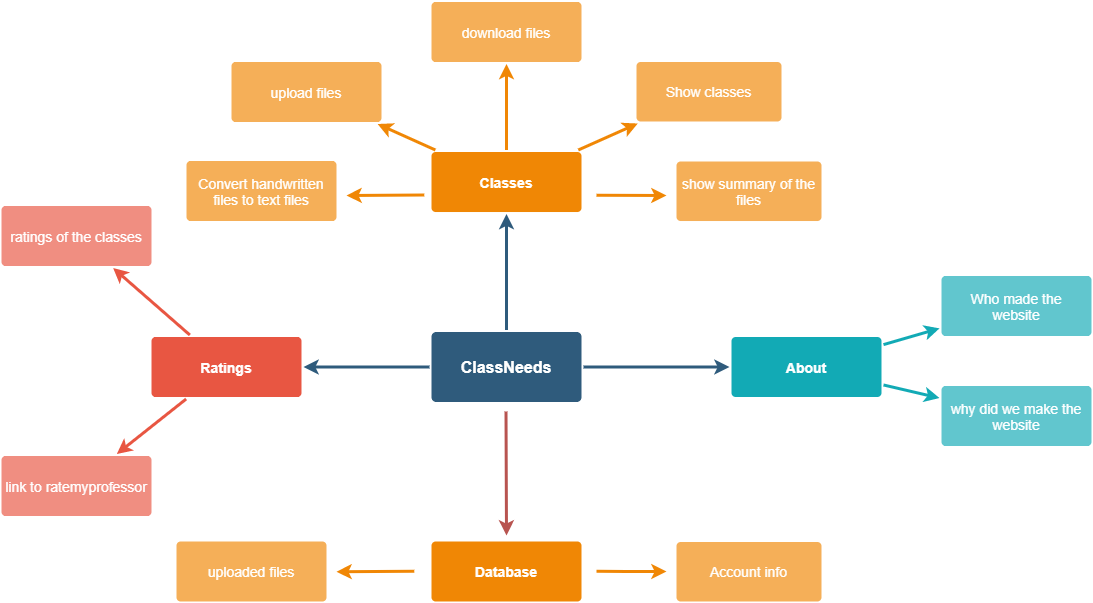 download files
upload files
Show classes
Classes
Convert handwritten
files to text files
show summary of the
files
ratings of the classes
Who made the
website
Ratings
ClassNeeds
About
why did we make the
website
link to ratemyprofessor
uploaded files
Database
Account info